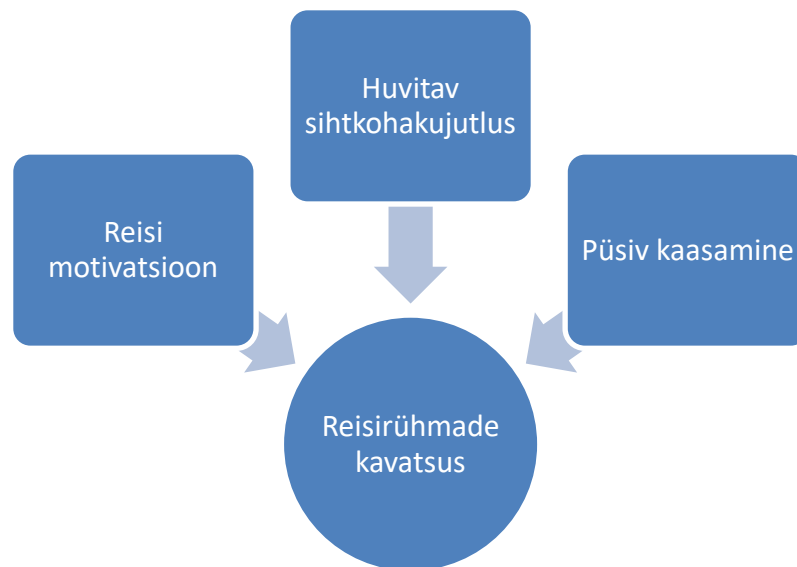 Huvitav
sihtkohakujutlus
Reisi
motivatsioon
Püsiv kaasamine
Reisirühmade
kavatsus